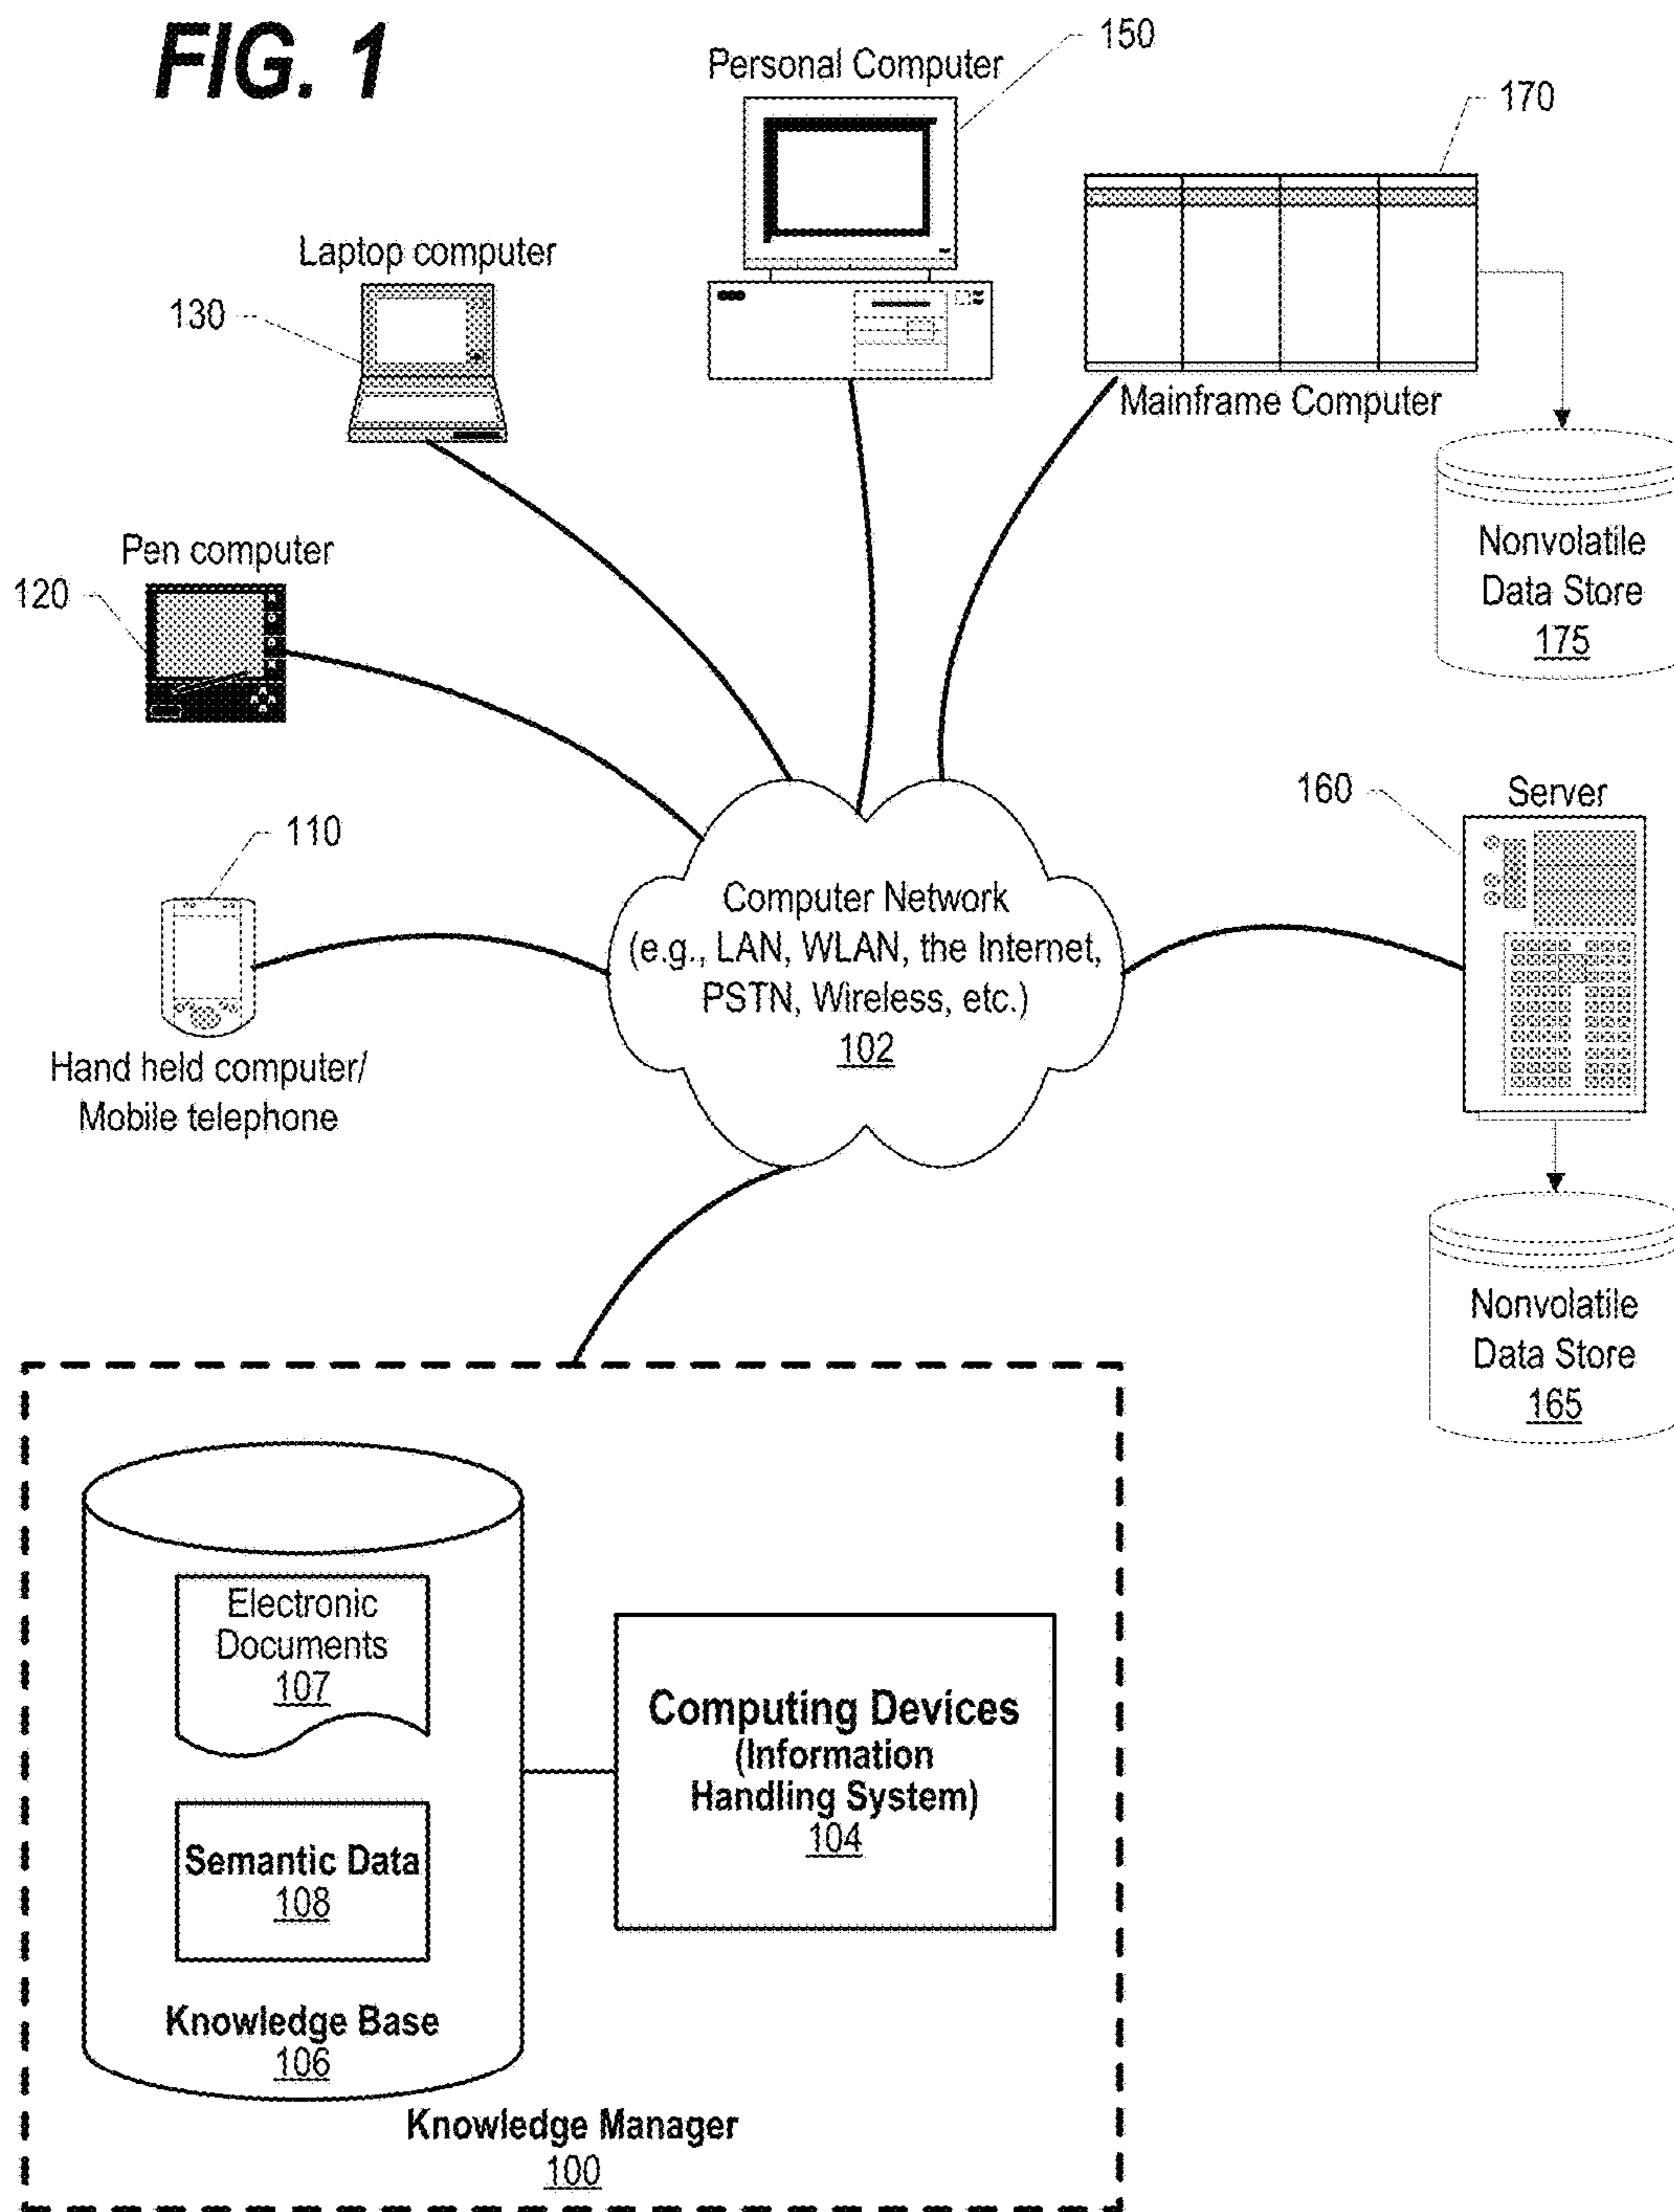 FIG. 1
Personal Computer
150
170
Laptop computer
130
Mainframe Computer
Nonvolatile
Data Store
175
Pen computer
120
110
Hand held computer/
Mobile telephone
Computer Network
(e.g., LAN, WLAN, the Internet,
PSTN, Wireless, etc.)
102
160
Server
Nonvolatile
Data Store
165
Electronic
Documents
107
Semantic Data
108
Knowledge Base
106
Computing Devices
(Information
Handling System)
104
Knowledge Manager
100